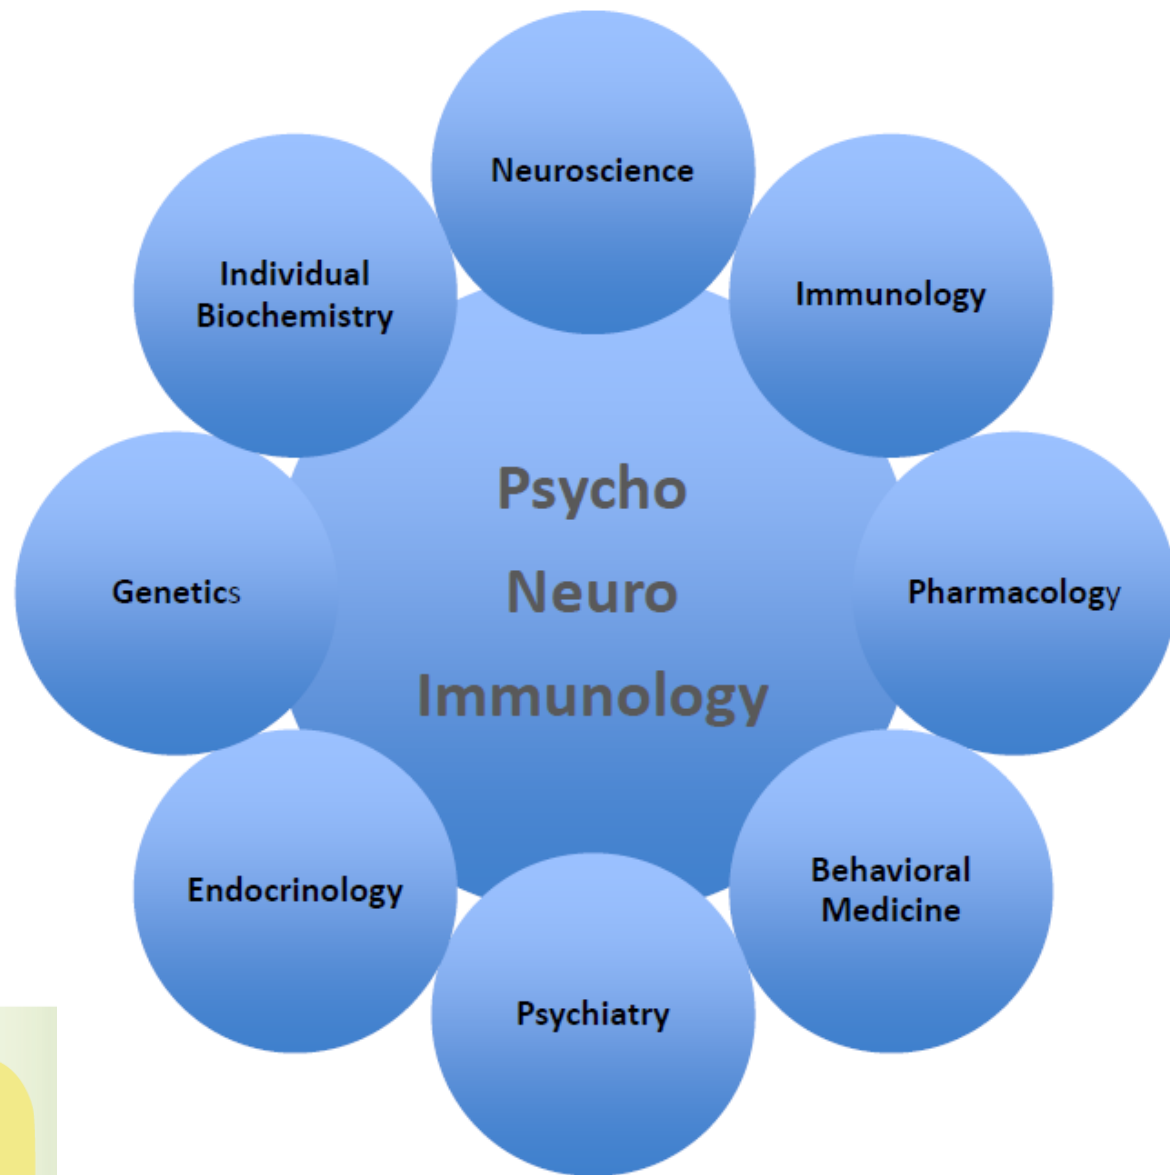 Neuroscience
Individual
Biochemistry
Immunology
Psycho
Neuro
Immunology
Genetics
Pharmacology
Endocrinology
Behavioral
Medicine
Psychiatry